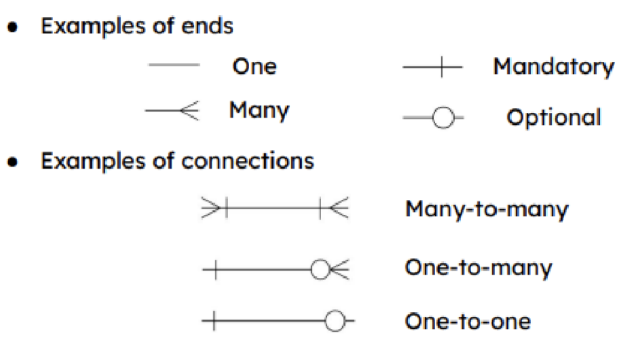 • Examples of ends
One Mandatory
Many Optional
• Examples of connections
Many-to-many
One-to-many
One-to-one